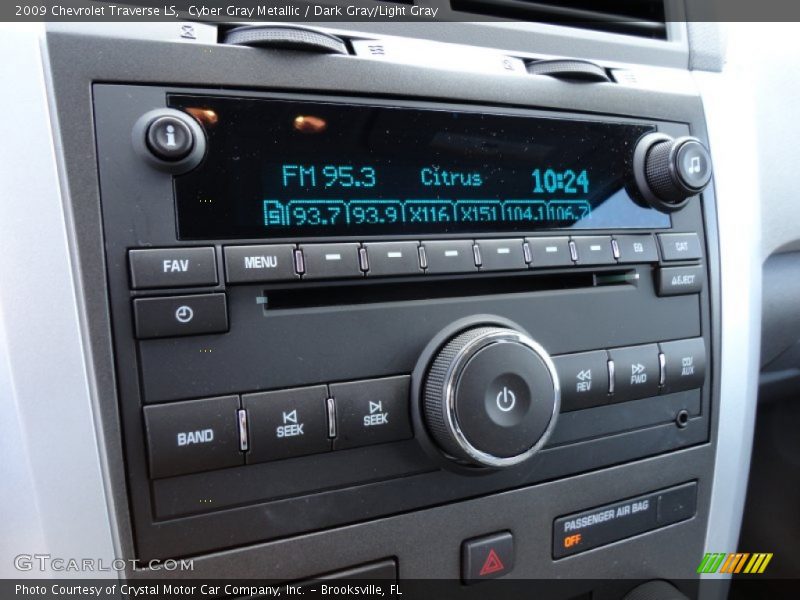 2009 Chevrolet Traverse LS,  Cyber Gray Metallic / Dark Gray/Light Gray
FM 95.3 Citrus 10:24
93.7 93.9 X116 X151 104.1 106.7
FAV MENU EQ CAT
EJECT
BAND SEEK SEEK REV FWD CD/AUX
PASSENGER AIR BAG
OFF
GTCarlot.com
Photo Courtesy of Crystal Motor Car Company, Inc. – Brooksville, FL